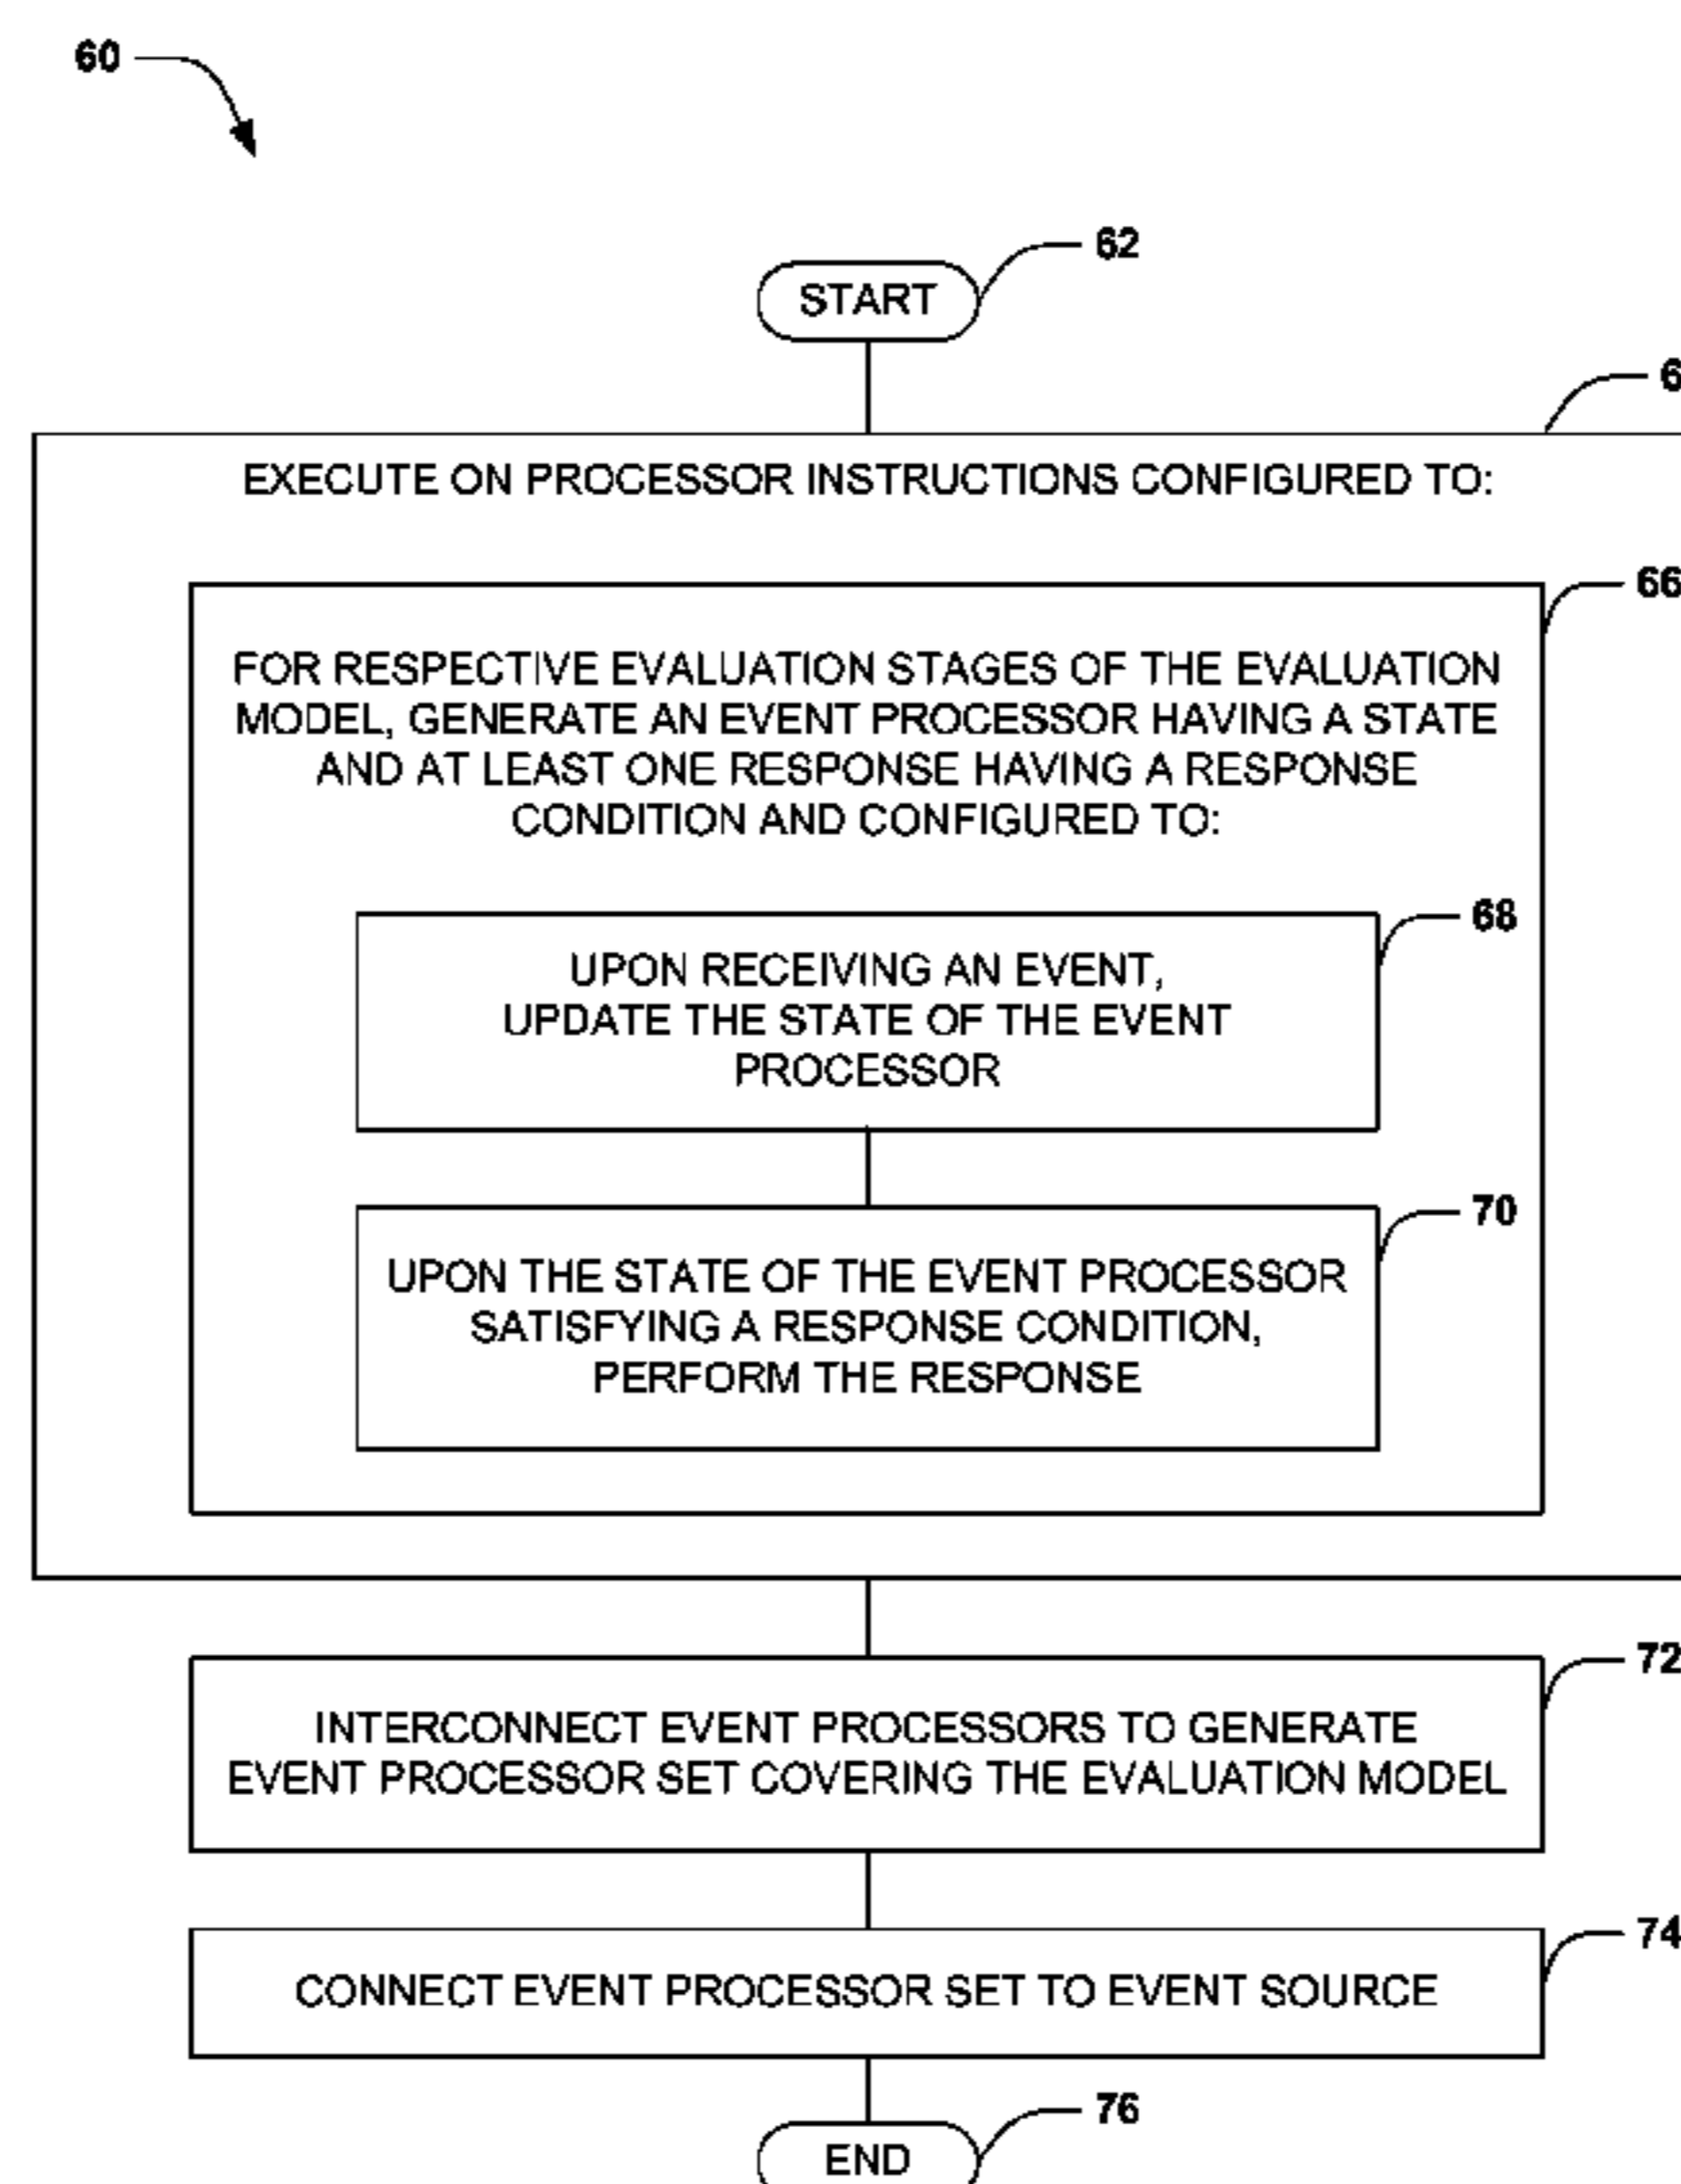 60
62
START
6
EXECUTE ON PROCESSOR INSTRUCTIONS CONFIGURED TO:
66
FOR RESPECTIVE EVALUATION STAGES OF THE EVALUATION
MODEL, GENERATE AN EVENT PROCESSOR HAVING A STATE
AND AT LEAST ONE RESPONSE HAVING A RESPONSE
CONDITION AND CONFIGURED TO:
68
UPON RECEIVING AN EVENT,
UPDATE THE STATE OF THE EVENT
PROCESSOR
70
UPON THE STATE OF THE EVENT PROCESSOR
SATISFYING A RESPONSE CONDITION,
PERFORM THE RESPONSE
72
INTERCONNECT EVENT PROCESSORS TO GENERATE
EVENT PROCESSOR SET COVERING THE EVALUATION MODEL
74
CONNECT EVENT PROCESSOR SET TO EVENT SOURCE
76
END